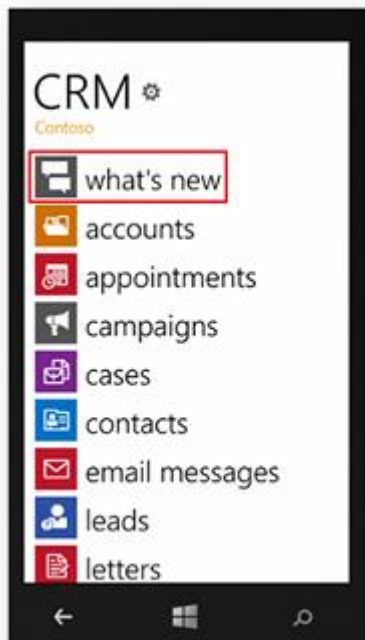 CRM
Contoso
what's new
accounts
appointments
campaigns
cases
contacts
email messages
leads
letters